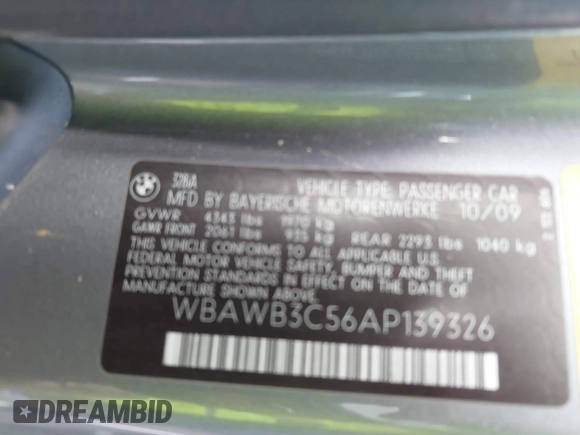 328iA VEHICLE TYPE: PASSENGER CAR
MFD BY BAYERISCHE MOTORENWERKE 10/09
GVWR 4343 lbs 1970 kg
GAWR FRONT 2061 lbs 935 kg REAR 2293 lbs 1040 kg
THIS VEHICLE CONFORMS TO ALL APPLICABLE U.S.
FEDERAL MOTOR VEHICLE SAFETY, BUMPER AND THEFT
PREVENTION STANDARDS IN EFFECT ON THE DATE OF
MANUFACTURE SHOWN ABOVE.
WBAWB3C56AP139326
DREAMBID